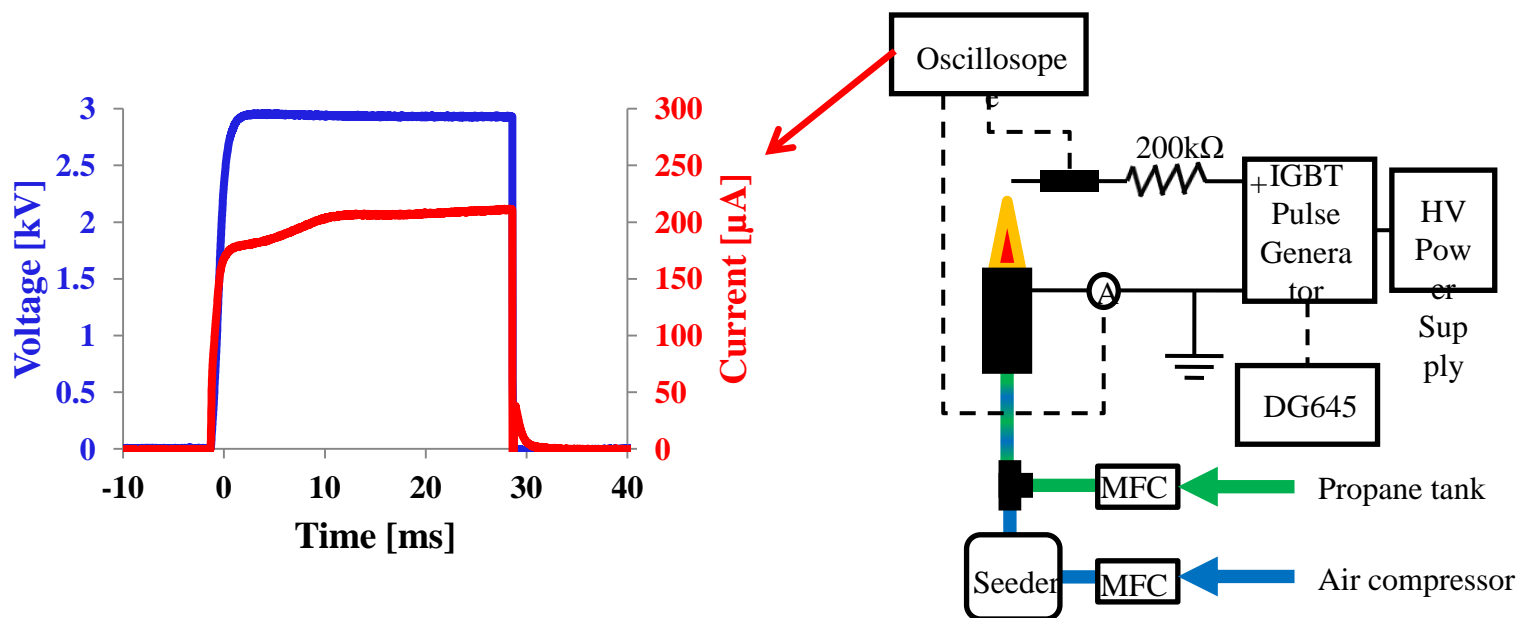 3
2.5
2
1.5
1
0.5
0
Voltage [kV]
300
250
200
150
100
50
0
Current [µA]
-10 0 10 20 30 40
Time [ms]
Oscillosope
e
200kΩ
+
IGBT
Pulse
Genera
tor
HV
Pow
er
Sup
ply
A
DG645
MFC
Propane tank
Seeder
MFC
Air compressor